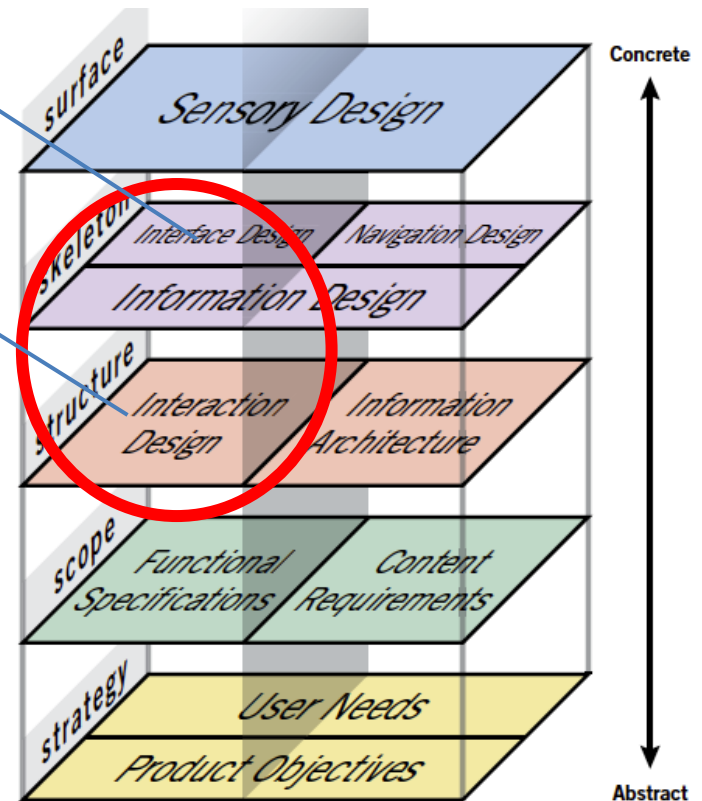 Concrete
surface
Sensory Design
skeleton
Interface Design
Navigation Design
Information Design
structure
Interaction
Design
Information
Architecture
scope
Functional
Specifications
Content
Requirements
strategy
User Needs
Product Objectives
Abstract